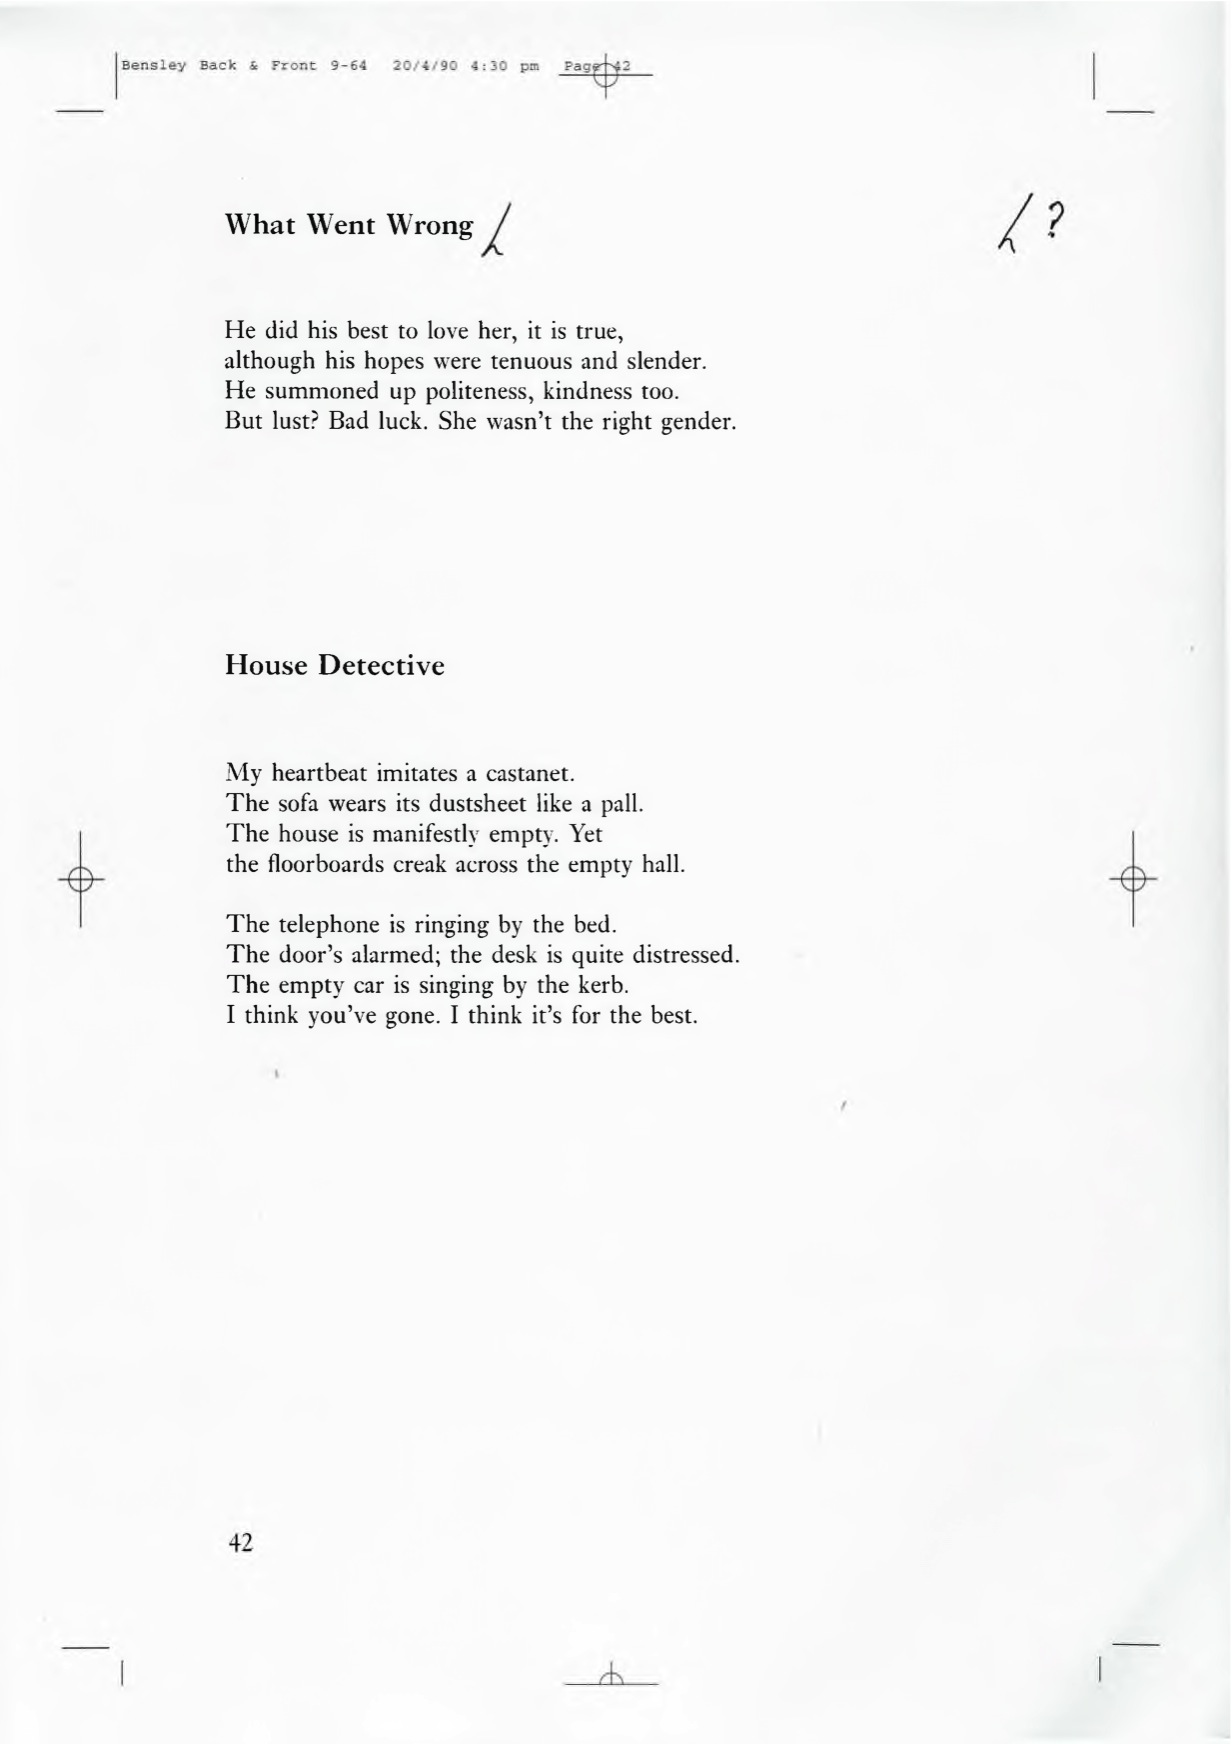 Bensley Back & Front 9-64 20/4/90 4:30 pm Page 42
What Went Wrong
?
He did his best to love her, it is true,
although his hopes were tenuous and slender.
He summoned up politeness, kindness too.
But lust? Bad luck. She wasn't the right gender.
House Detective
My heartbeat imitates a castanet.
The sofa wears its dustsheet like a pall.
The house is manifestly empty. Yet
the floorboards creak across the empty hall.
The telephone is ringing by the bed.
The door's alarmed; the desk is quite distressed.
The empty car is singing by the kerb.
I think you've gone. I think it's for the best.
42